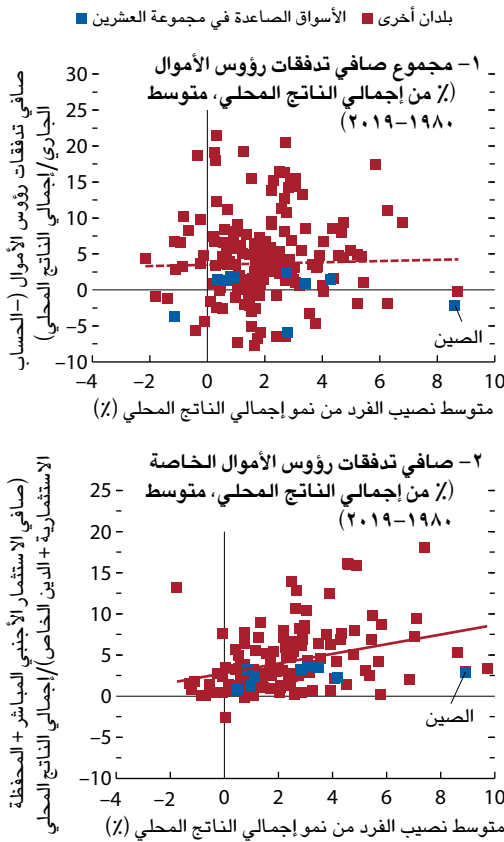 بلدان أخرى
الأسواق الصاعدة في مجموعة العشرين
١– مجموع صافي تدفقات رؤوس الأموال
(٪ من إجمالي الناتج المحلي، متوسط
١٩٨٠–٢٠١٩)
صافي تدفقات رؤوس الأموال (–الحساب
الجاري/إجمالي الناتج المحلي)
30
25
20
15
10
5
0
–5
–10
الصين
–4
–2
0
2
4
6
8
10
متوسط نصيب الفرد من نمو إجمالي الناتج المحلي (٪)
٢– صافي تدفقات رؤوس الأموال الخاصة
(٪ من إجمالي الناتج المحلي، متوسط
١٩٨٠–٢٠١٩)
(صافي الاستثمار الأجنبي المباشر + المحفظة
الاستثمارية + الدين الخاص)/إجمالي الناتج المحلي
25
20
15
10
5
0
–5
–10
الصين
–4
–2
0
2
4
6
8
10
متوسط نصيب الفرد من نمو إجمالي الناتج المحلي (٪)